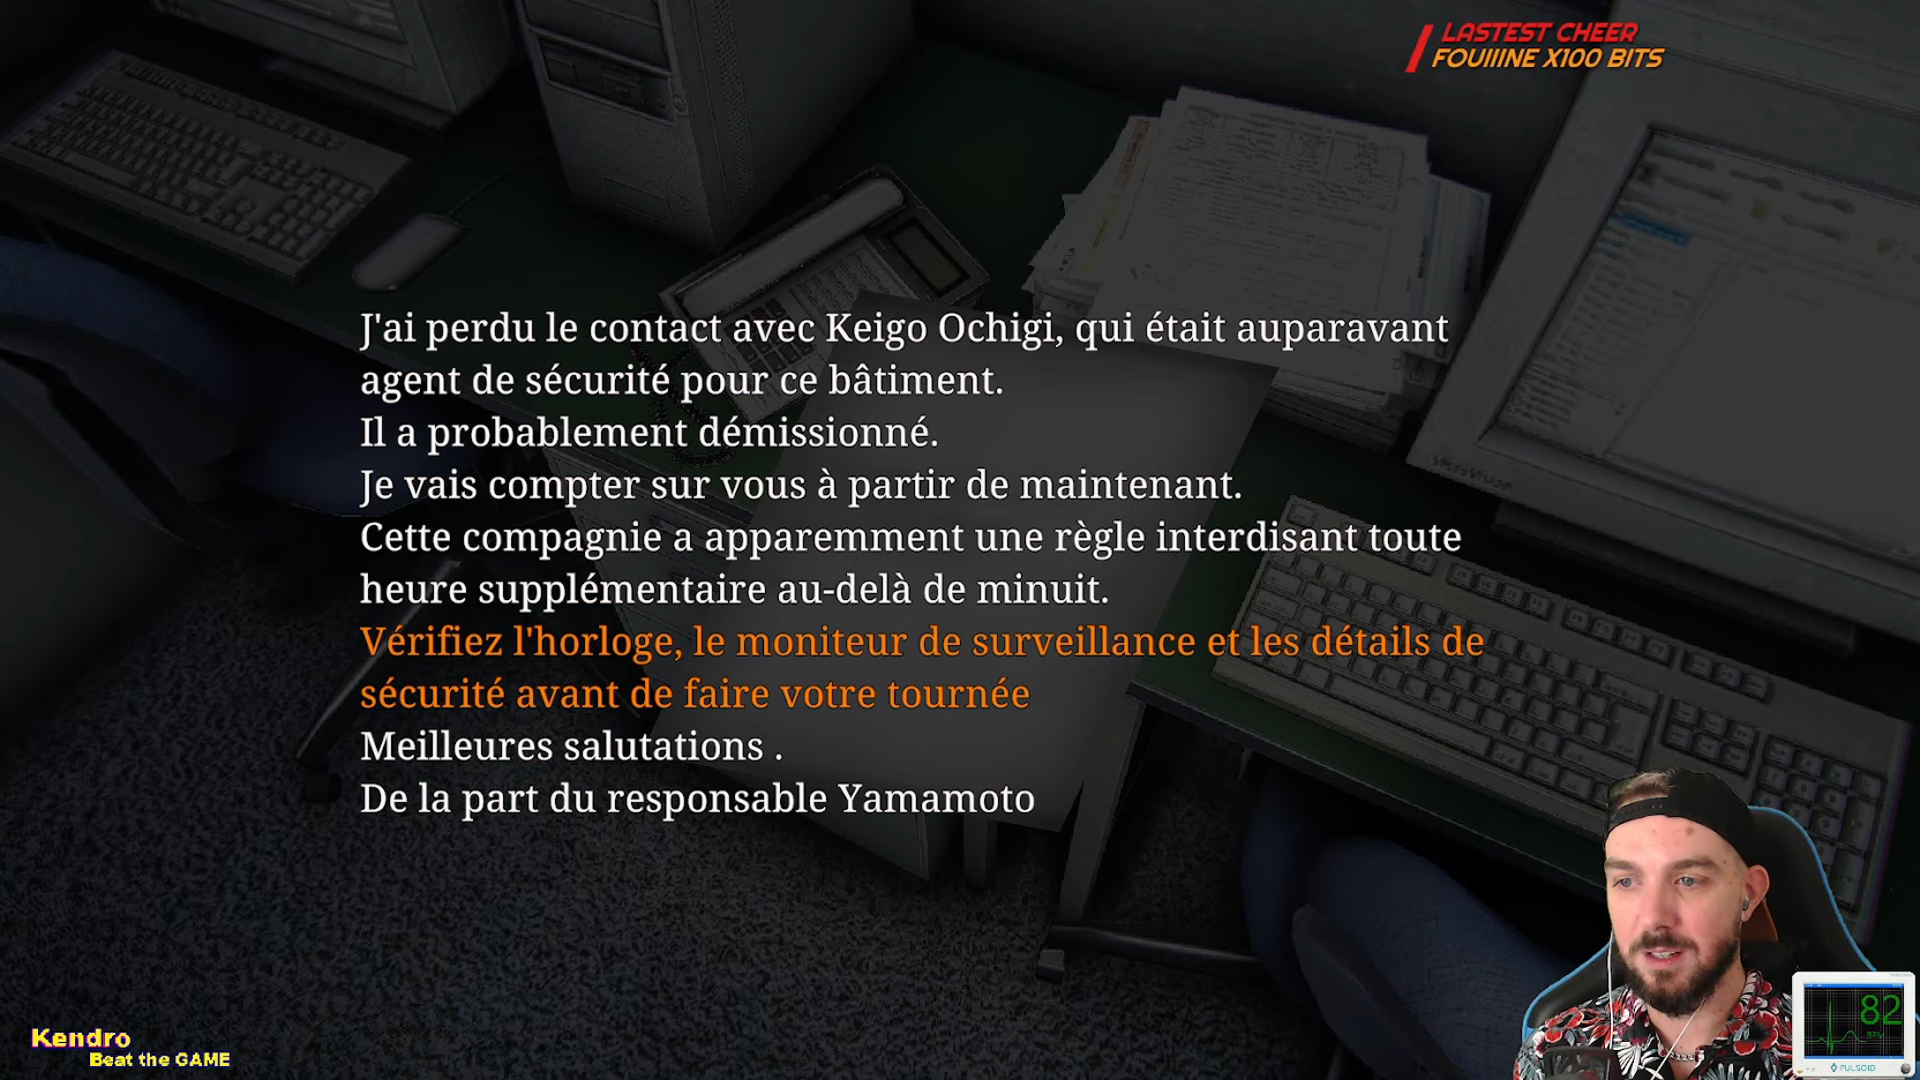 LASTEST CHEER
FOUIIINE X100 BITS
J'ai perdu le contact avec Keigo Ochigi, qui était auparavant
agent de sécurité pour ce bâtiment.
Il a probablement démissionné.
Je vais compter sur vous à partir de maintenant.
Cette compagnie a apparemment une règle interdisant toute
heure supplémentaire au-delà de minuit.
Vérifiez l'horloge, le moniteur de surveillance et les détails de
sécurité avant de faire votre tournée
Meilleures salutations .
De la part du responsable Yamamoto
82
BPM
PULSOID
Kendro
Beat the GAME